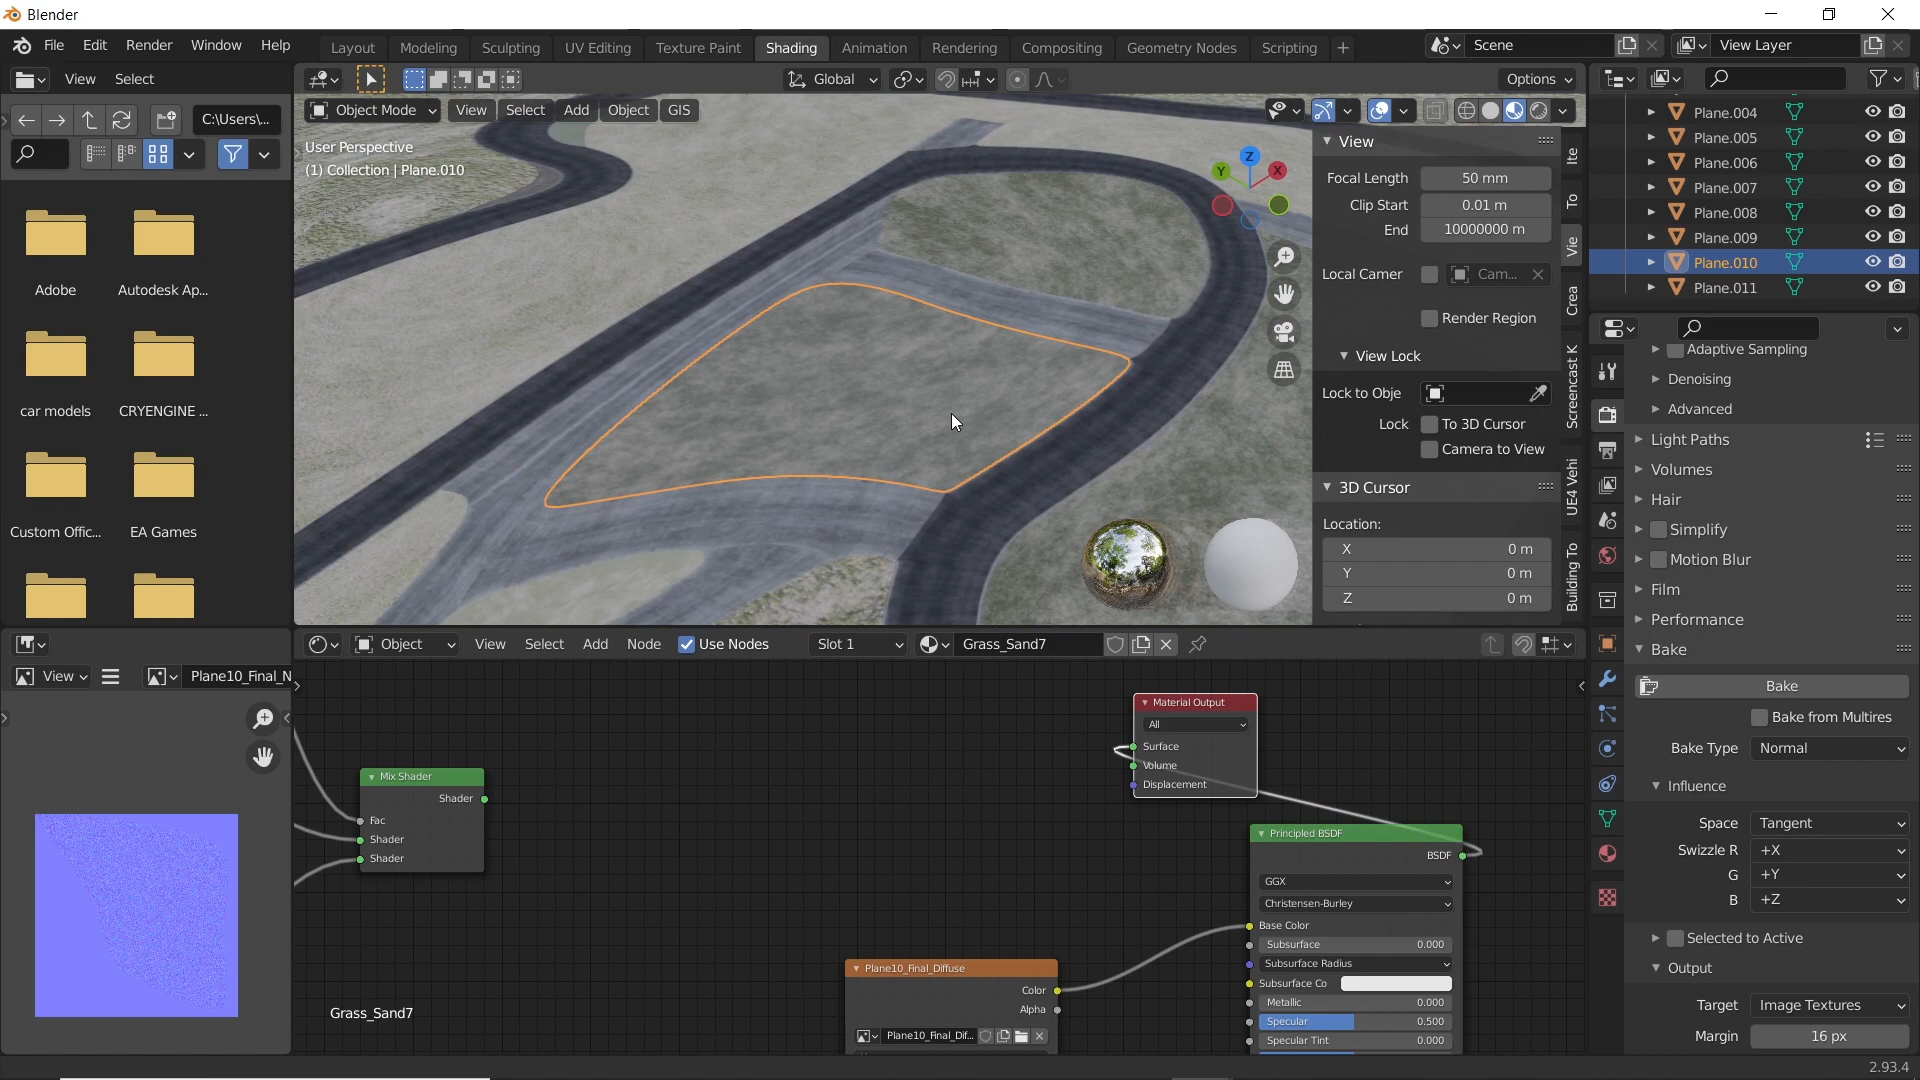 Blender
File Edit Render Window Help
Layout Modeling Sculpting UV Editing Texture Paint Shading Animation Rendering Compositing Geometry Nodes Scripting +
Scene
View Layer
View Select
Global
Options
C:\Users\...
Object Mode View Select Add Object GIS
User Perspective
(1) Collection | Plane.010
Z
Y
X
Adobe
Autodesk Ap...
car models
CRYENGINE ...
Custom Offic...
EA Games
View
Focal Length 50 mm
Clip Start 0.01 m
End 10000000 m
Local Camer
Cam...
Render Region
View Lock
Lock to Obje
Lock To 3D Cursor
Camera to View
3D Cursor
Location:
X 0 m
Y 0 m
Z 0 m
Ite
To
Vie
Crea
Screencast K
UE4 Vehi
Building To
Plane.004
Plane.005
Plane.006
Plane.007
Plane.008
Plane.009
Plane.010
Plane.011
Adaptive Sampling
Denoising
Advanced
Light Paths
Volumes
Hair
Simplify
Motion Blur
Film
Performance
Bake
Bake
Bake from Multires
Bake Type Normal
Influence
Space Tangent
Swizzle R +X
G +Y
B +Z
Selected to Active
Output
Target Image Textures
Margin 16 px
View
Plane10_Final_N
Object View Select Add Node Use Nodes Slot 1 Grass_Sand7
Mix Shader
Shader
Fac
Shader
Shader
Grass_Sand7
Material Output
All
Surface
Volume
Displacement
Plane10_Final_Diffuse
Color
Alpha
Plane10_Final_Dif...
Principled BSDF
BSDF
GGX
Christensen-Burley
Base Color
Subsurface 0.000
Subsurface Radius
Subsurface Co
Metallic 0.000
Specular 0.500
Specular Tint 0.000
2.93.4